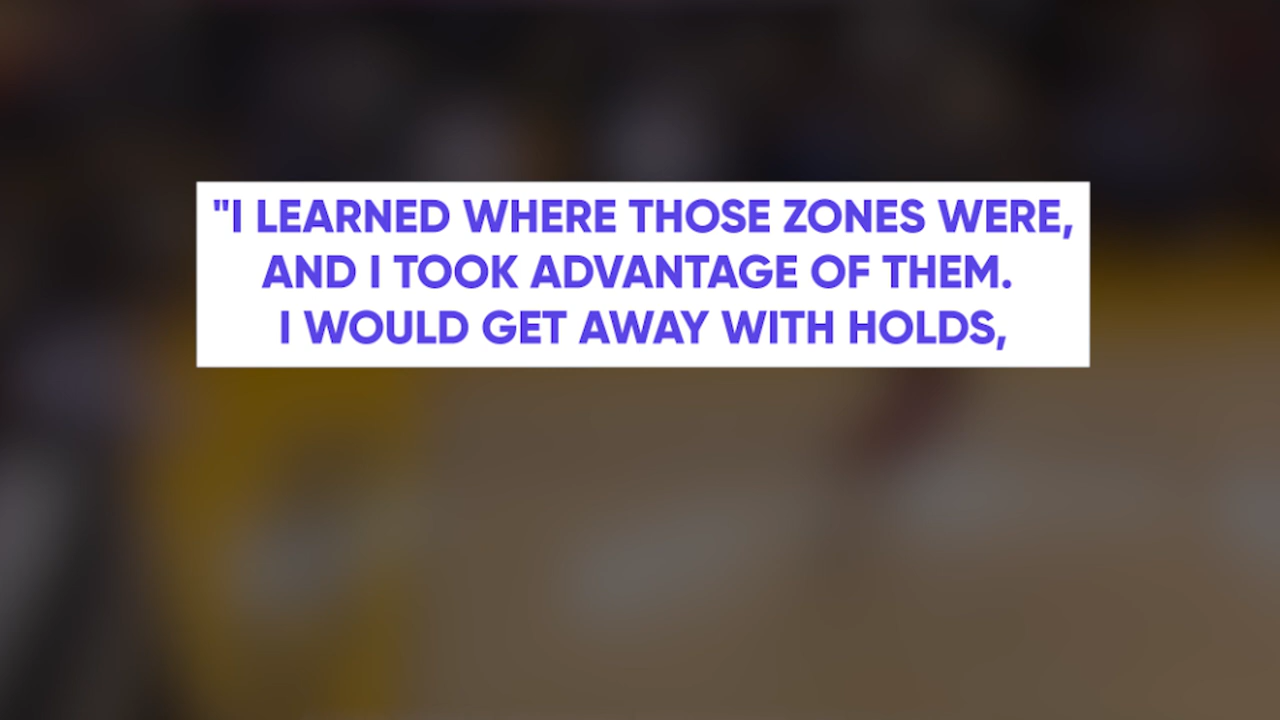 "I LEARNED WHERE THOSE ZONES WERE,
AND I TOOK ADVANTAGE OF THEM.
I WOULD GET AWAY WITH HOLDS,